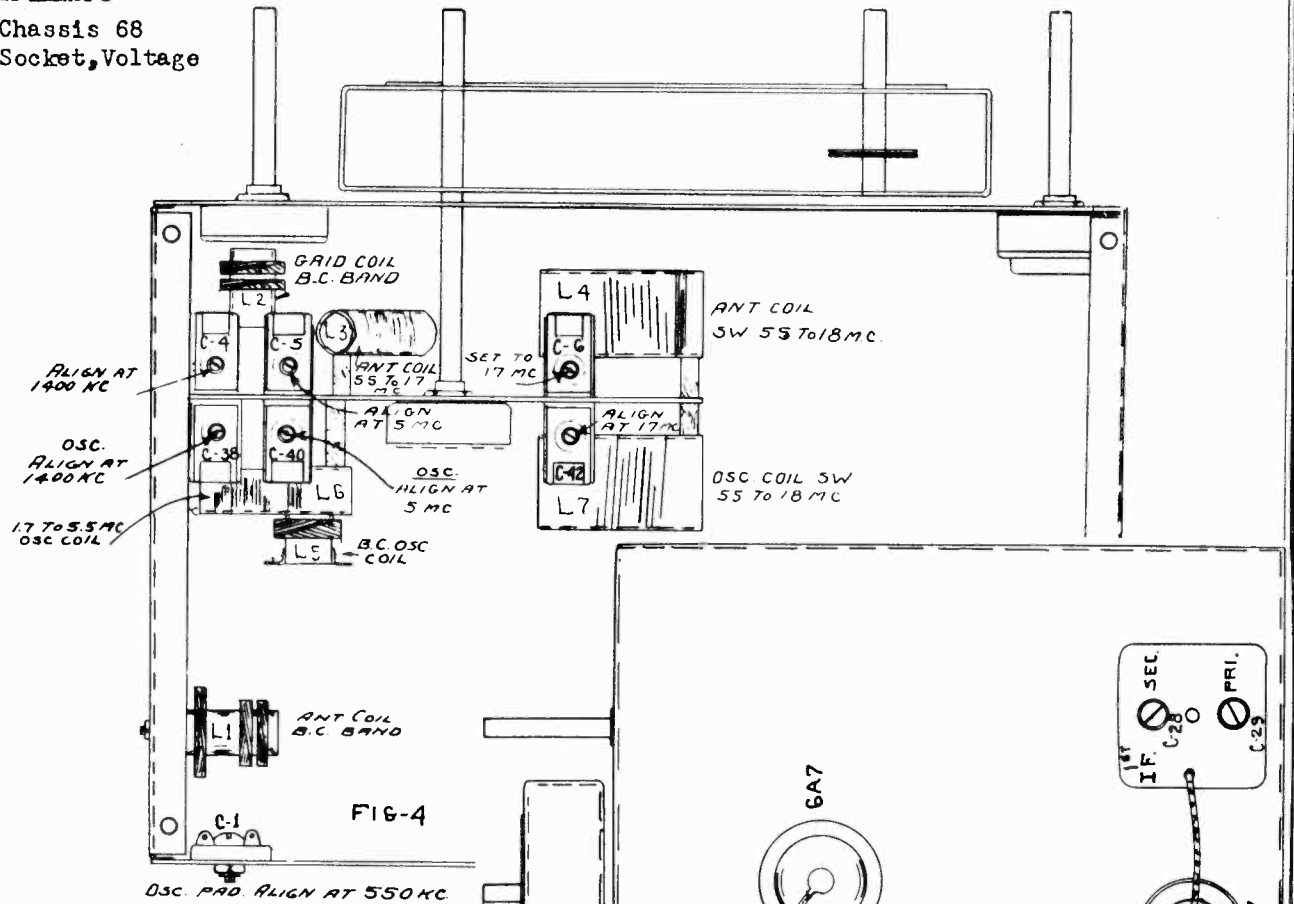 Chassis 68
Socket, Voltage
GRID COIL
B.C. BAND
L2
L4
ANT COIL
SW 55 TO 18 M.C.
C-4
C-5
L3
C-6
ALIGN AT
1400 KC
ANT COIL
55 TO 17
MC
SET TO
17 MC
ALIGN
AT 5 MC
ALIGN
AT 17 MC
OSC.
ALIGN AT
1400 KC
C-38
C-40
L6
OSC.
ALIGN AT
5 MC
C-42
L7
OSC COIL SW
55 TO 18 MC
1.7 TO 5.5 MC
OSC COIL
L5
B.C. OSC
COIL
L1
ANT COIL
B.C. BAND
FIG-4
C-1
OSC. PAD. ALIGN AT 550 KC
6A7
SEC.
PRI.
C-28
C-29
1ST
I.F.